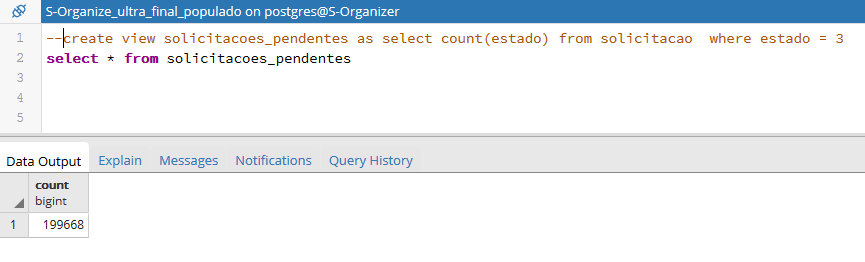 S-Organize_ultra_final_populado on postgres@S-Organizer
1 --create view solicitacoes_pendentes as select count(estado) from solicitacao  where estado = 3
2 select * from solicitacoes_pendentes
3
4
5
Data Output Explain Messages Notifications Query History
count
bigint
1 199668